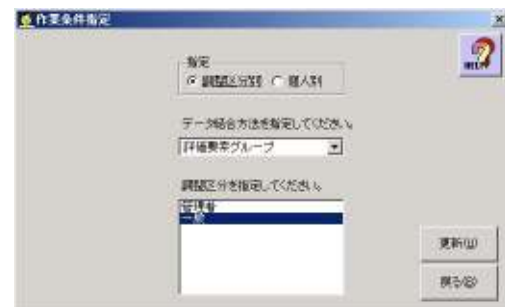 作業条件指定
HELP
指定
調整区分別 個人別
データ結合方法を指定してください。
評価要素グループ
調整区分を指定してください。
管理者
一般
更新(U)
戻る(B)